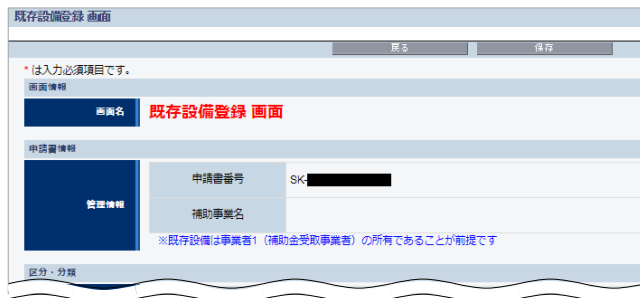 既存設備登録 画面
戻る 保存
* は入力必須項目です。
画面情報
画面名 既存設備登録 画面
申請書情報
管理情報
申請書番号 SK-
補助事業名
※既存設備は事業者1（補助金受取事業者）の所有であることが前提です
区分・分類